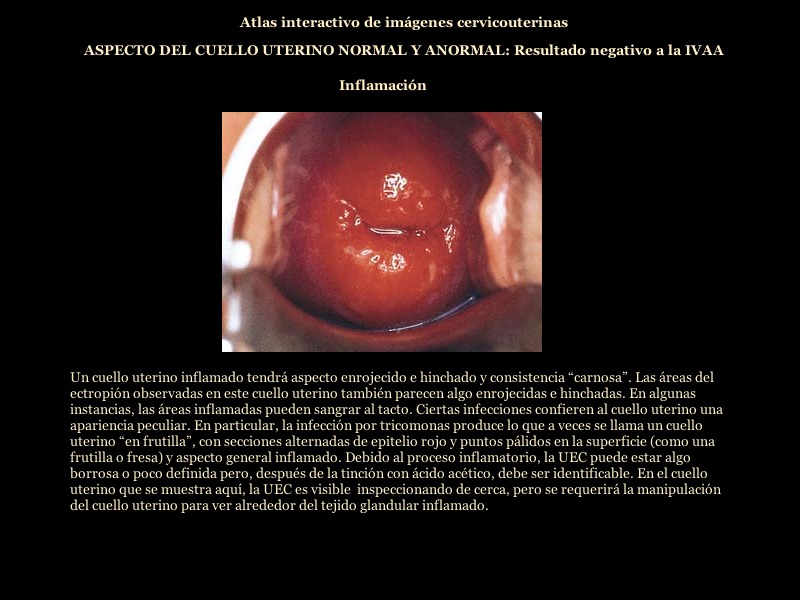 Atlas interactivo de imágenes cervicouterinas
ASPECTO DEL CUELLO UTERINO NORMAL Y ANORMAL: Resultado negativo a la IVAA
Inflamación
Un cuello uterino inflamado tendrá aspecto enrojecido e hinchado y consistencia “carnosa”. Las áreas del
ectropión observadas en este cuello uterino también parecen algo enrojecidas e hinchadas. En algunas
instancias, las áreas inflamadas pueden sangrar al tacto. Ciertas infecciones confieren al cuello uterino una
apariencia peculiar. En particular, la infección por tricomonas produce lo que a veces se llama un cuello
uterino “en frutilla”, con secciones alternadas de epitelio rojo y puntos pálidos en la superficie (como una
frutilla o fresa) y aspecto general inflamado. Debido al proceso inflamatorio, la UEC puede estar algo
borrosa o poco definida pero, después de la tinción con ácido acético, debe ser identificable. En el cuello
uterino que se muestra aquí, la UEC es visible  inspeccionando de cerca, pero se requerirá la manipulación
del cuello uterino para ver alrededor del tejido glandular inflamado.